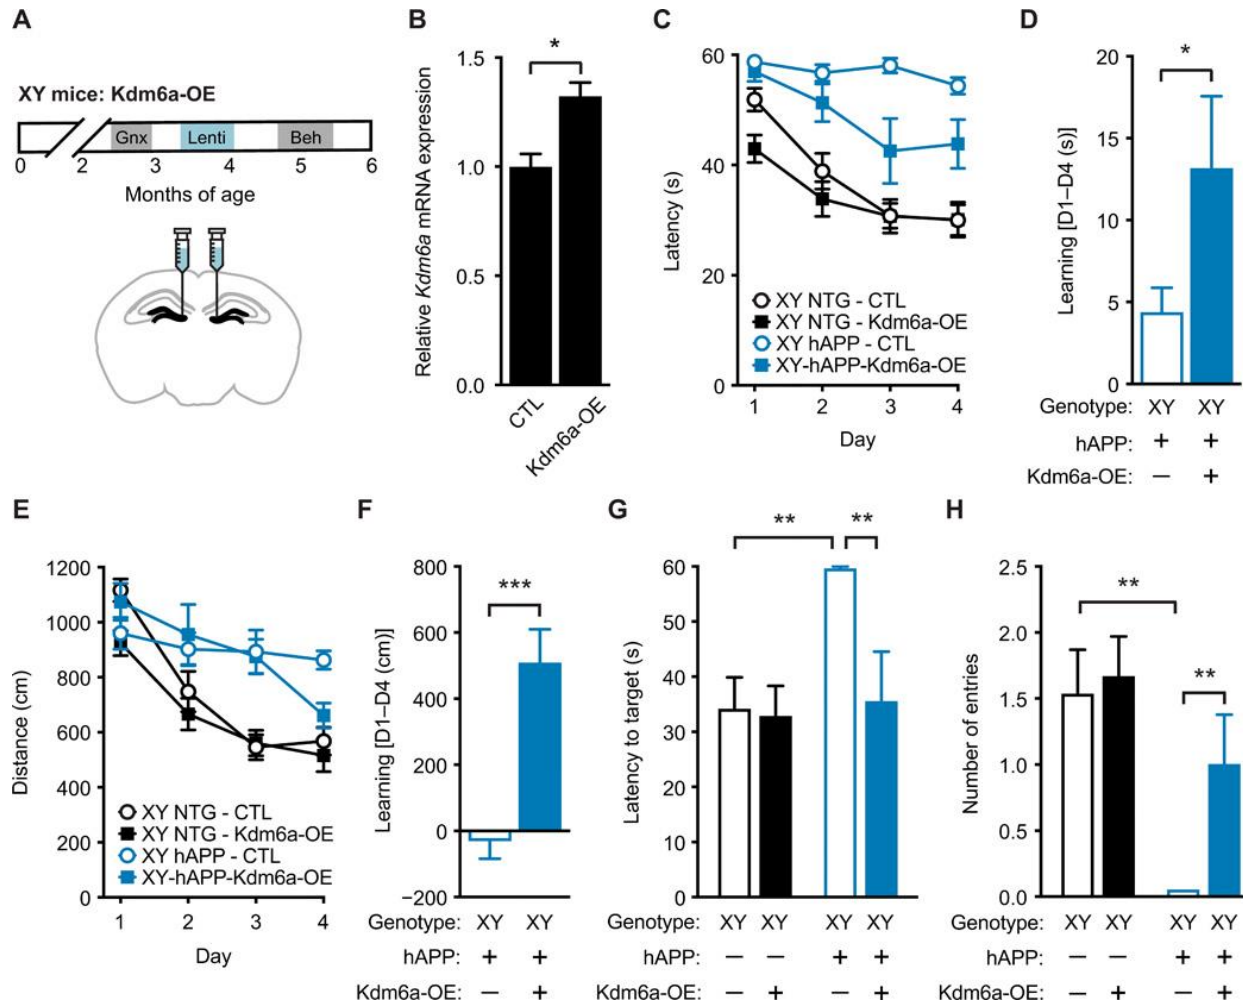 A
XY mice: Kdm6a-OE
Gnx Lenti Beh
0 2 3 4 5 6
Months of age
B
Relative Kdm6a mRNA expression
1.5
1.0
0.5
0.0
*
CTL
Kdm6a-OE
C
Latency (s)
60
40
20
0
XY NTG - CTL
XY NTG - Kdm6a-OE
XY hAPP - CTL
XY-hAPP-Kdm6a-OE
1 2 3 4
Day
D
Learning [D1–D4 (s)]
20
15
10
5
0
*
Genotype: XY XY
hAPP: + +
Kdm6a-OE: – +
E
Distance (cm)
1200
1000
800
600
400
200
0
XY NTG - CTL
XY NTG - Kdm6a-OE
XY hAPP - CTL
XY-hAPP-Kdm6a-OE
1 2 3 4
Day
F
Learning [D1–D4 (cm)]
800
600
400
200
0
−200
***
Genotype: XY XY
hAPP: + +
Kdm6a-OE: – +
G
Latency to target (s)
60
50
40
30
20
10
0
** **
Genotype: XY XY XY XY
hAPP: – – + +
Kdm6a-OE: – + – +
H
Number of entries
2.5
2.0
1.5
1.0
0.5
0.0
**
**
Genotype: XY XY XY XY
hAPP: – – + +
Kdm6a-OE: – + – +